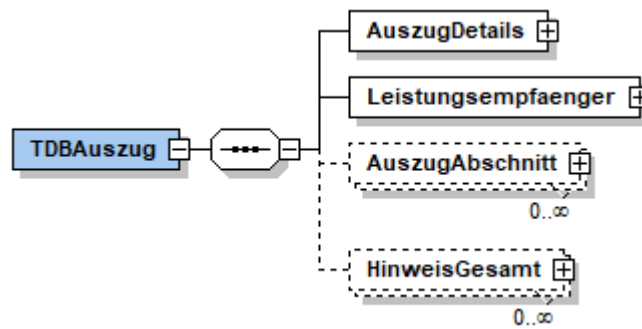 AuszugDetails
Leistungsempfaenger
TDBAuszug
AuszugAbschnitt
0..∞
HinweisGesamt
0..∞